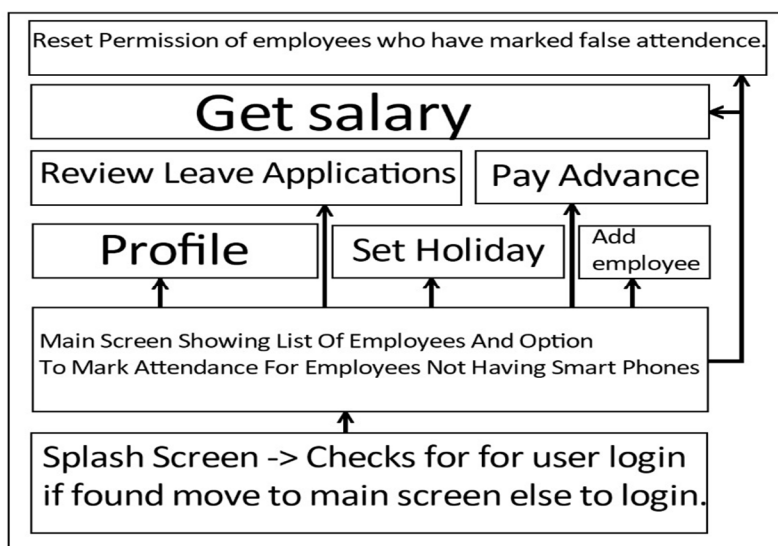 Reset Permission of employees who have marked false attendence.
Get salary
Review Leave Applications
Pay Advance
Profile
Set Holiday
Add
employee
Main Screen Showing List Of Employees And Option
To Mark Attendance For Employees Not Having Smart Phones
Splash Screen -> Checks for for user login
if found move to main screen else to login.